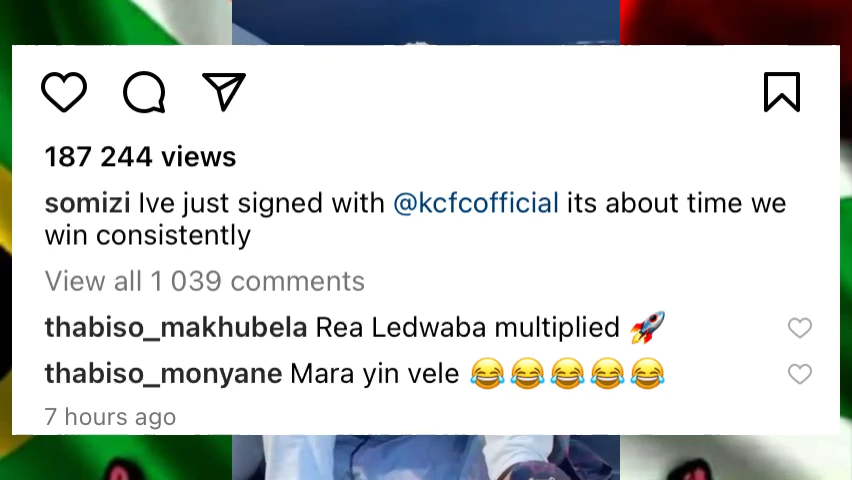 187 244 views
somizi Ive just signed with @kcfcofficial its about time we
win consistently
View all 1 039 comments
thabiso_makhubela Rea Ledwaba multiplied 🚀
thabiso_monyane Mara yin vele 😂😂😂😂😂
7 hours ago